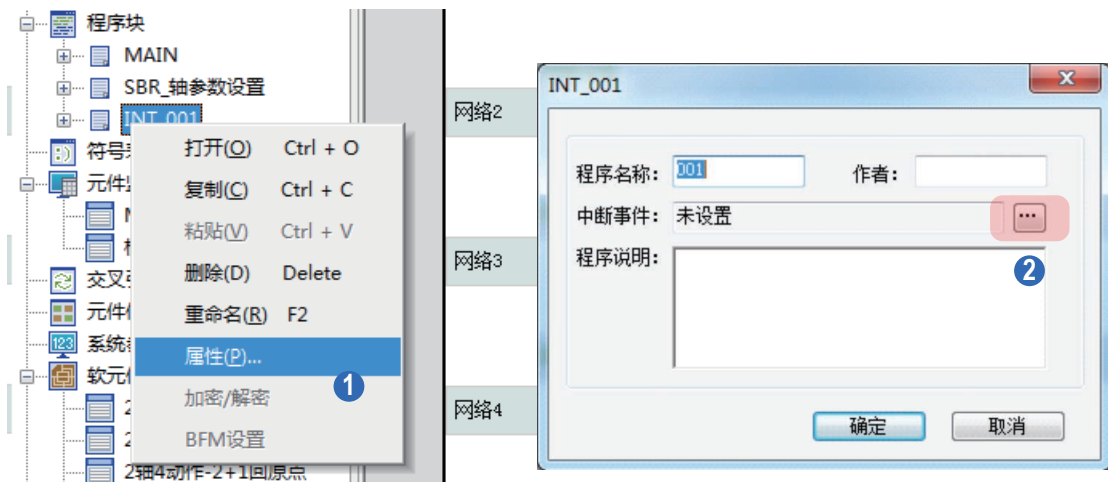 程序块
MAIN
SBR_轴参数设置
INT_001
符号
元件
交叉
元件
系统
软元
2轴4动作-2+1回原点
打开(O) Ctrl + O
复制(C) Ctrl + C
粘贴(V) Ctrl + V
删除(D) Delete
重命名(R) F2
属性(P)...
加密/解密
BFM设置
1
网络2
网络3
网络4
INT_001
程序名称: 001 作者:
中断事件: 未设置 ...
程序说明:
2
确定 取消